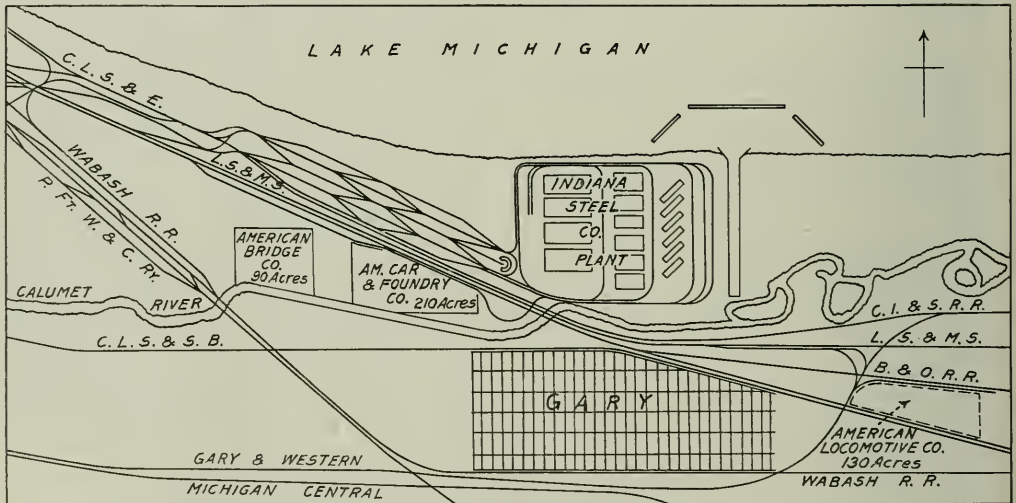 LAKE MICHIGAN
C. L. S. & E.
L. S. & M. S.
WABASH R. R.
P. FT. W. & C. RY.
INDIANA
STEEL
CO.
PLANT
AMERICAN
BRIDGE
CO.
90 Acres
AM. CAR
& FOUNDRY
CO. 210 Acres
CALUMET
RIVER
C. I. & S. R. R.
C. L. S. & S. B.
L. S. & M. S.
B. & O. R. R.
GARY
AMERICAN
LOCOMOTIVE CO.
130 Acres
GARY & WESTERN
WABASH R. R.
MICHIGAN CENTRAL